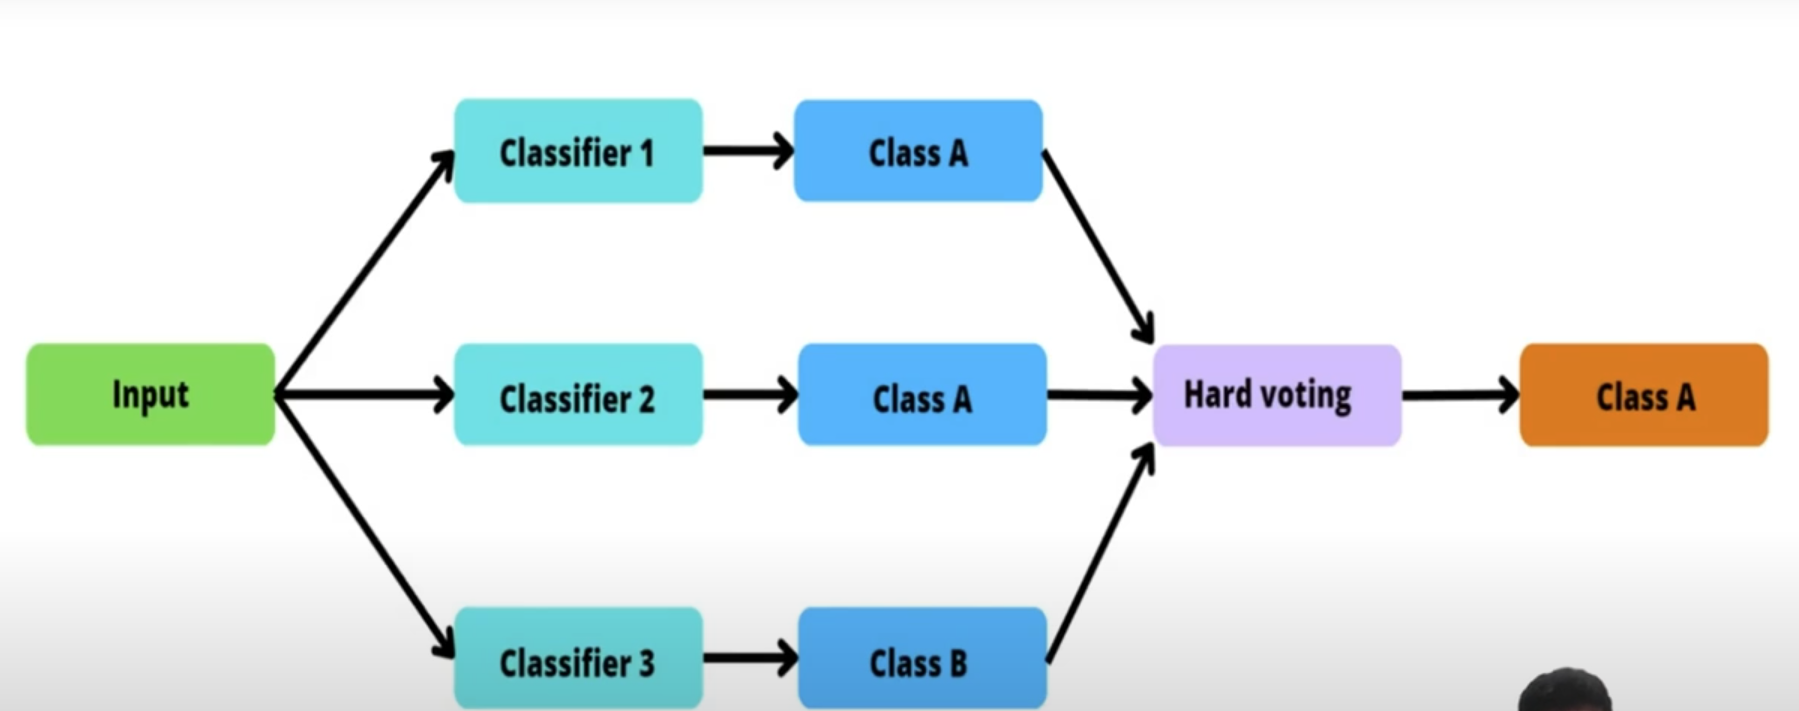 Classifier 1
Class A
Input
Classifier 2
Class A
Hard voting
Class A
Classifier 3
Class B